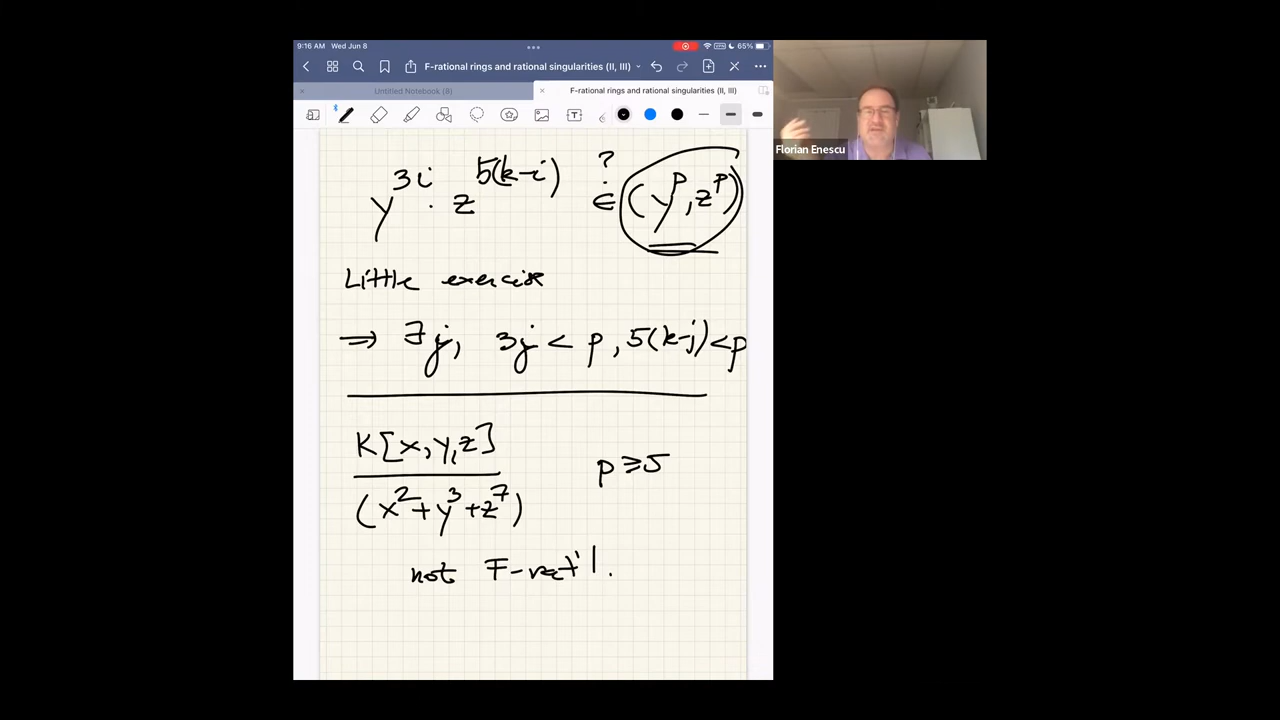 9:16 AM Wed Jun 8
65%
F-rational rings and rational singularities (II, III)
Untitled Notebook (8)
F-rational rings and rational singularities (II, III)
Florian Enescu
y^{3i} · z^{5(k-i)} ?∈ (y^p, z^p)
Little exercise
⇒ ∃j, 3j < p, 5(k-j) < p
K[x,y,z]
(x^2+y^3+z^7)
p ≥ 5
not F-rat'l.